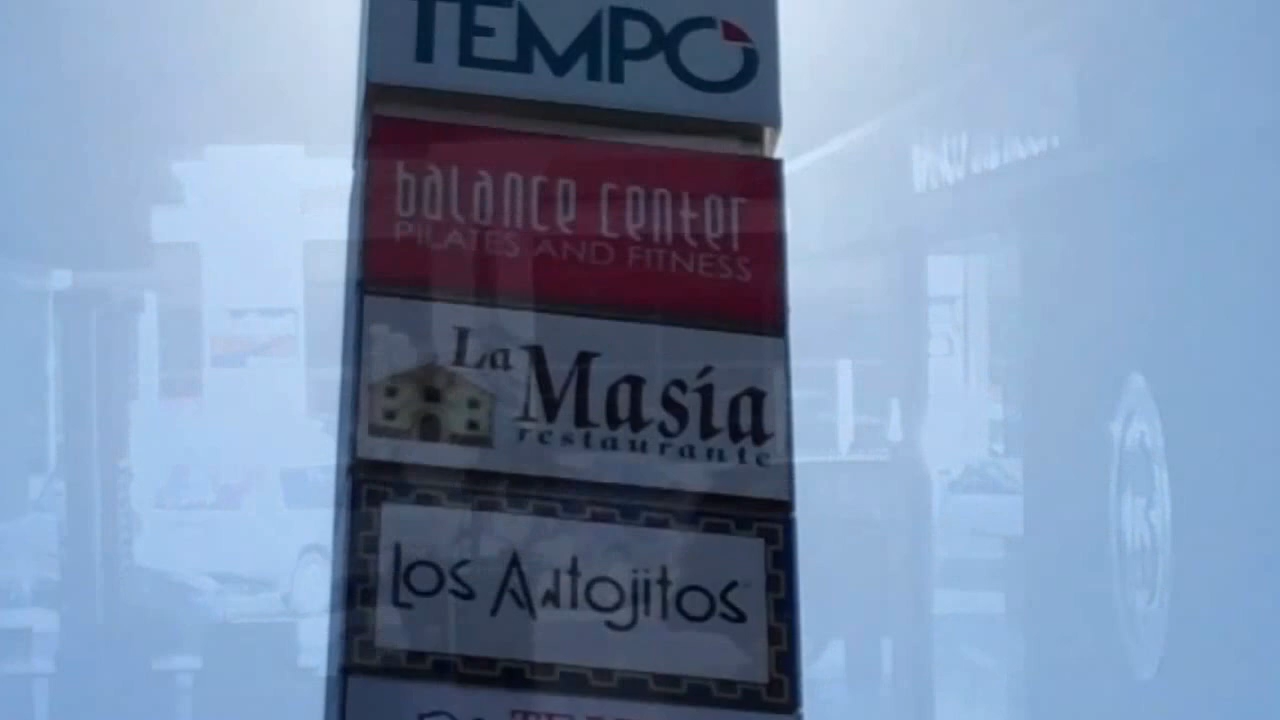 TEMPO
balance center
PILATES AND FITNESS
La Masía
restaurante
Los Antojitos